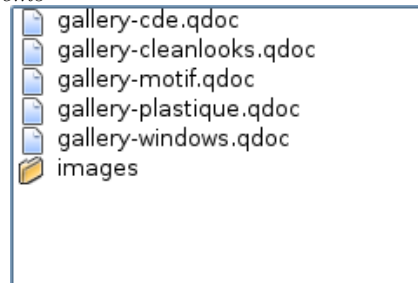 gallery-cde.qdoc
gallery-cleanlooks.qdoc
gallery-motif.qdoc
gallery-plastique.qdoc
gallery-windows.qdoc
images